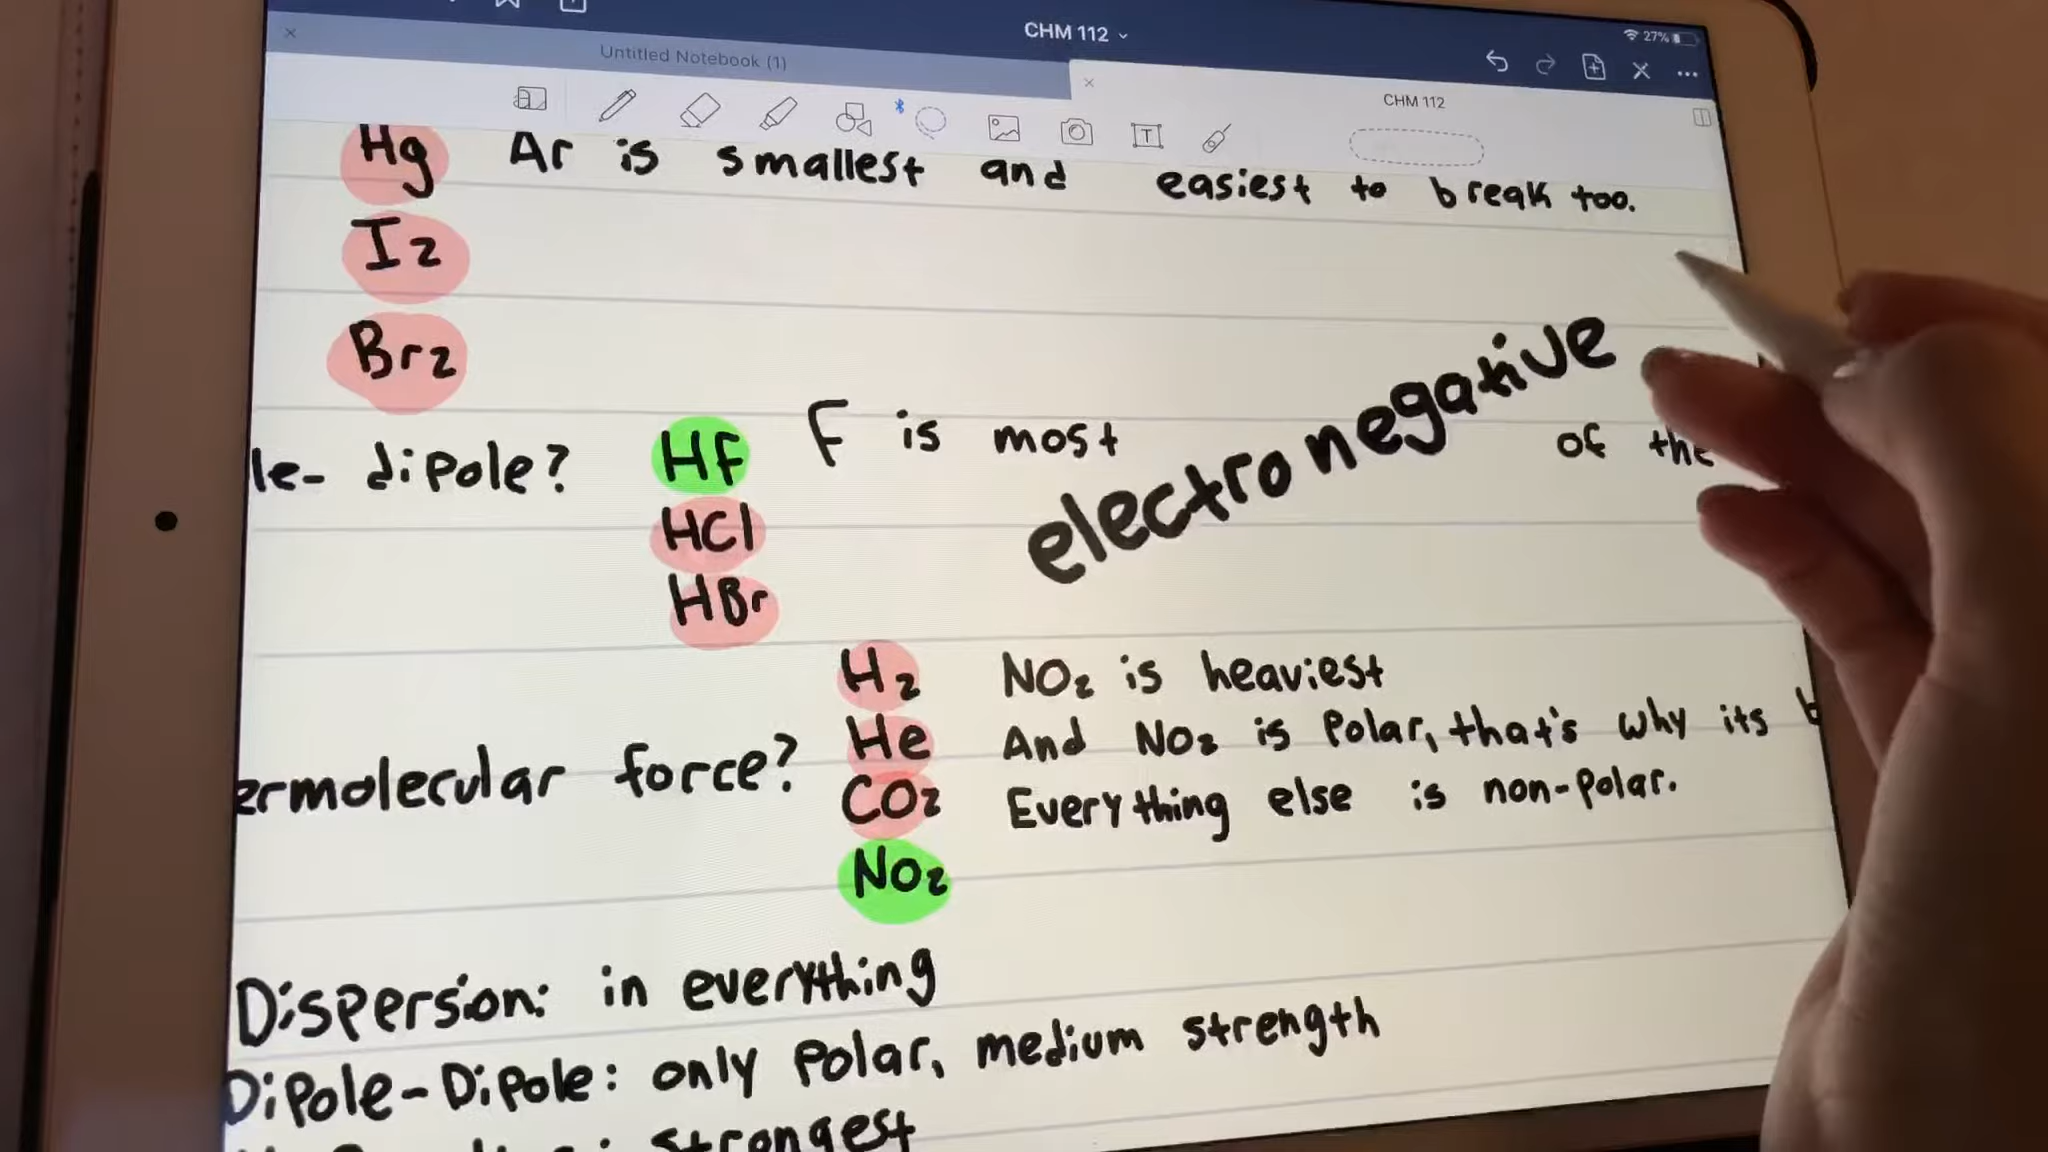 CHM 112
27%
Untitled Notebook (1)
CHM 112
Hg Ar is smallest and easiest to break too.
I2
Br2
dipole? HF F is most electronegative of the
HCl
HBr
H2 NO2 is heaviest
He And NO2 is polar, that's why its
force? CO2 Everything else is non-polar.
NO2
Dispersion: in everything
Dipole-Dipole: only polar, medium strength
strongest